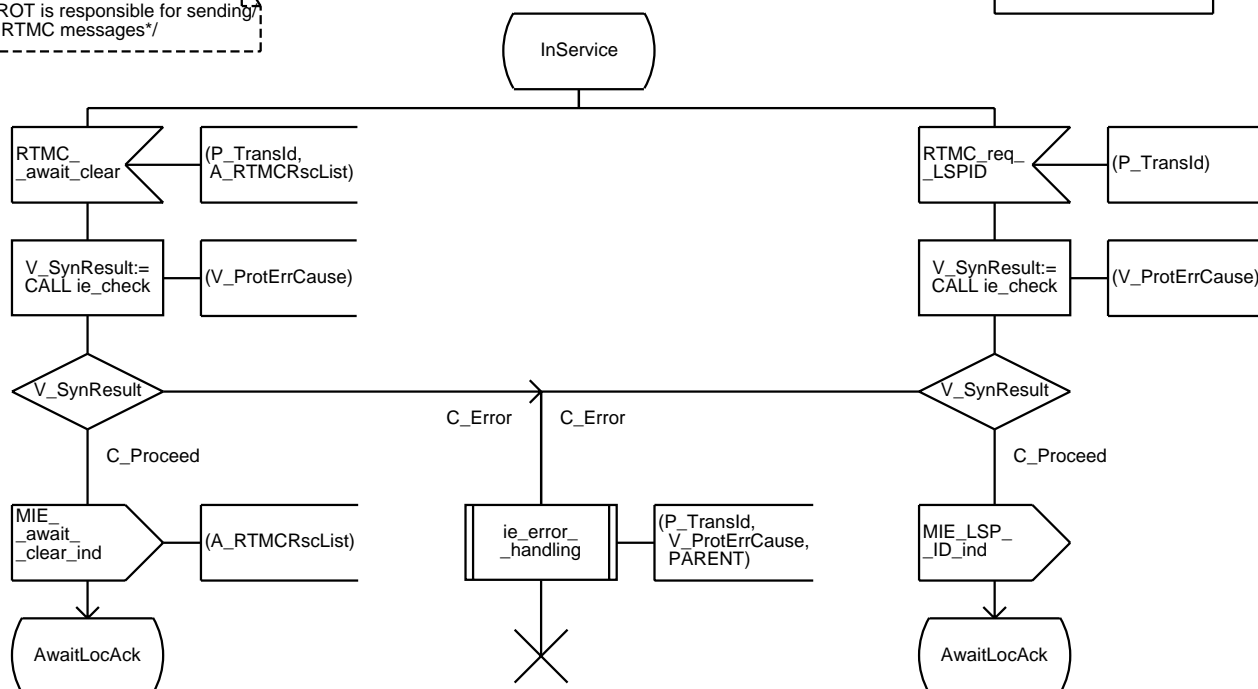 ROT is responsible for sending/
RTMC messages*/
InService
RTMC_
_await_clear
(P_TransId,
A_RTMCRscList)
RTMC_req_
_LSPID
(P_TransId)
V_SynResult:=
CALL ie_check
(V_ProtErrCause)
V_SynResult:=
CALL ie_check
(V_ProtErrCause)
V_SynResult
V_SynResult
C_Error
C_Error
C_Proceed
C_Proceed
MIE_
_await_
_clear_ind
(A_RTMCRscList)
ie_error_
_handling
(P_TransId,
V_ProtErrCause,
PARENT)
MIE_LSP_
_ID_ind
AwaitLocAck
AwaitLocAck